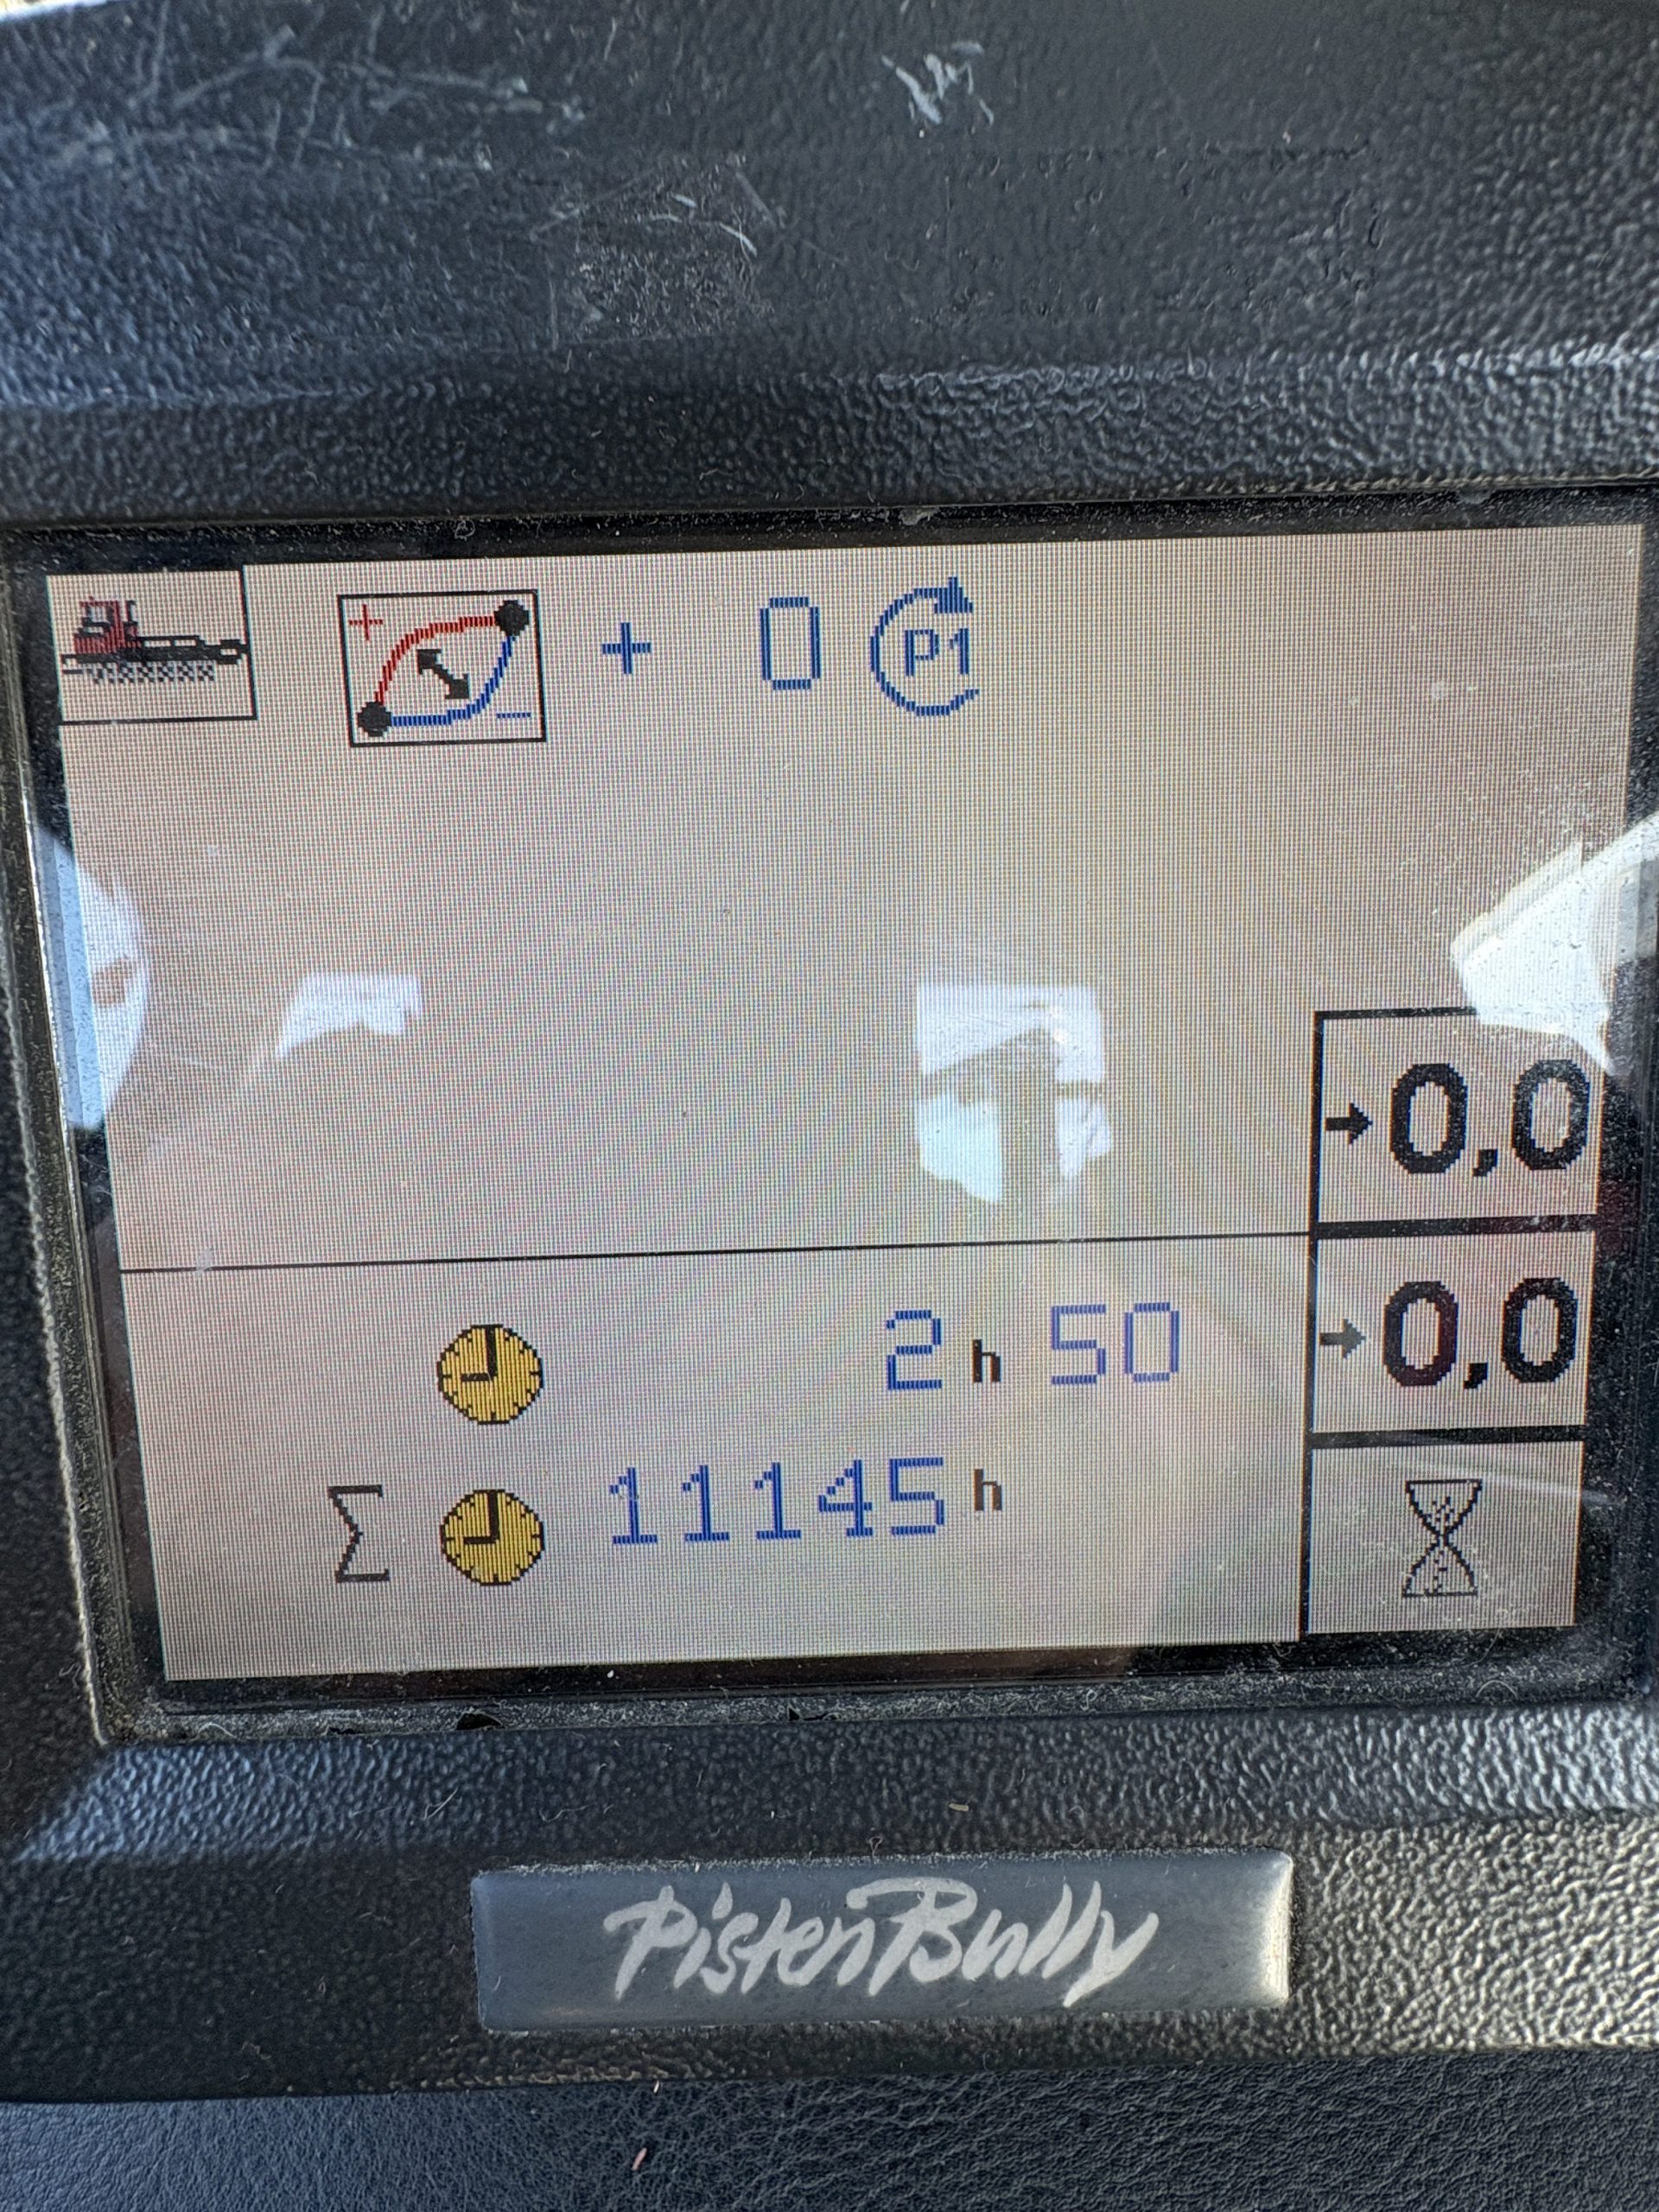 + 0 P1
→0,0
→0,0
2 h 50
Σ 11145 h
PistenBully